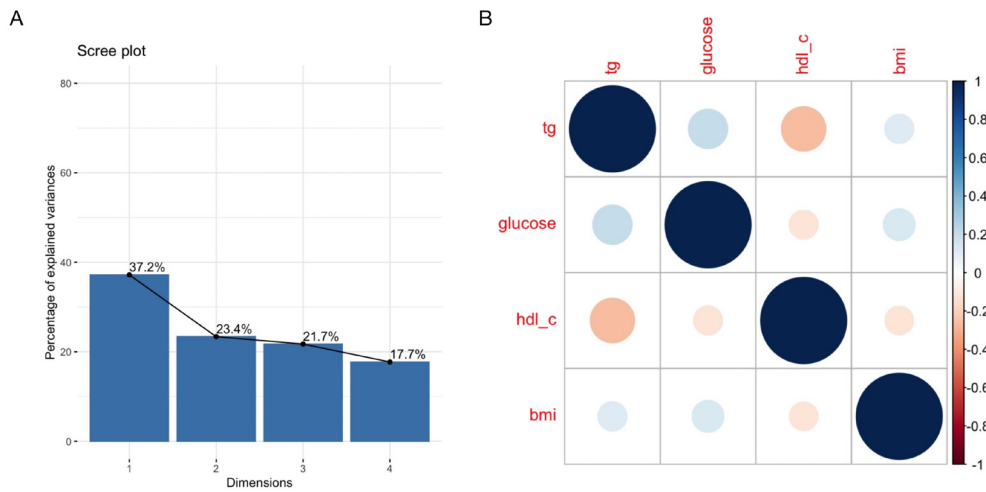 A
Scree plot
Percentage of explained variances
80
60
40
20
0
37.2%
23.4%
21.7%
17.7%
1
2
3
4
Dimensions
B
tg
glucose
hdl_c
bmi
tg
glucose
hdl_c
bmi
1
0.8
0.6
0.4
0.2
0
-0.2
-0.4
-0.6
-0.8
-1